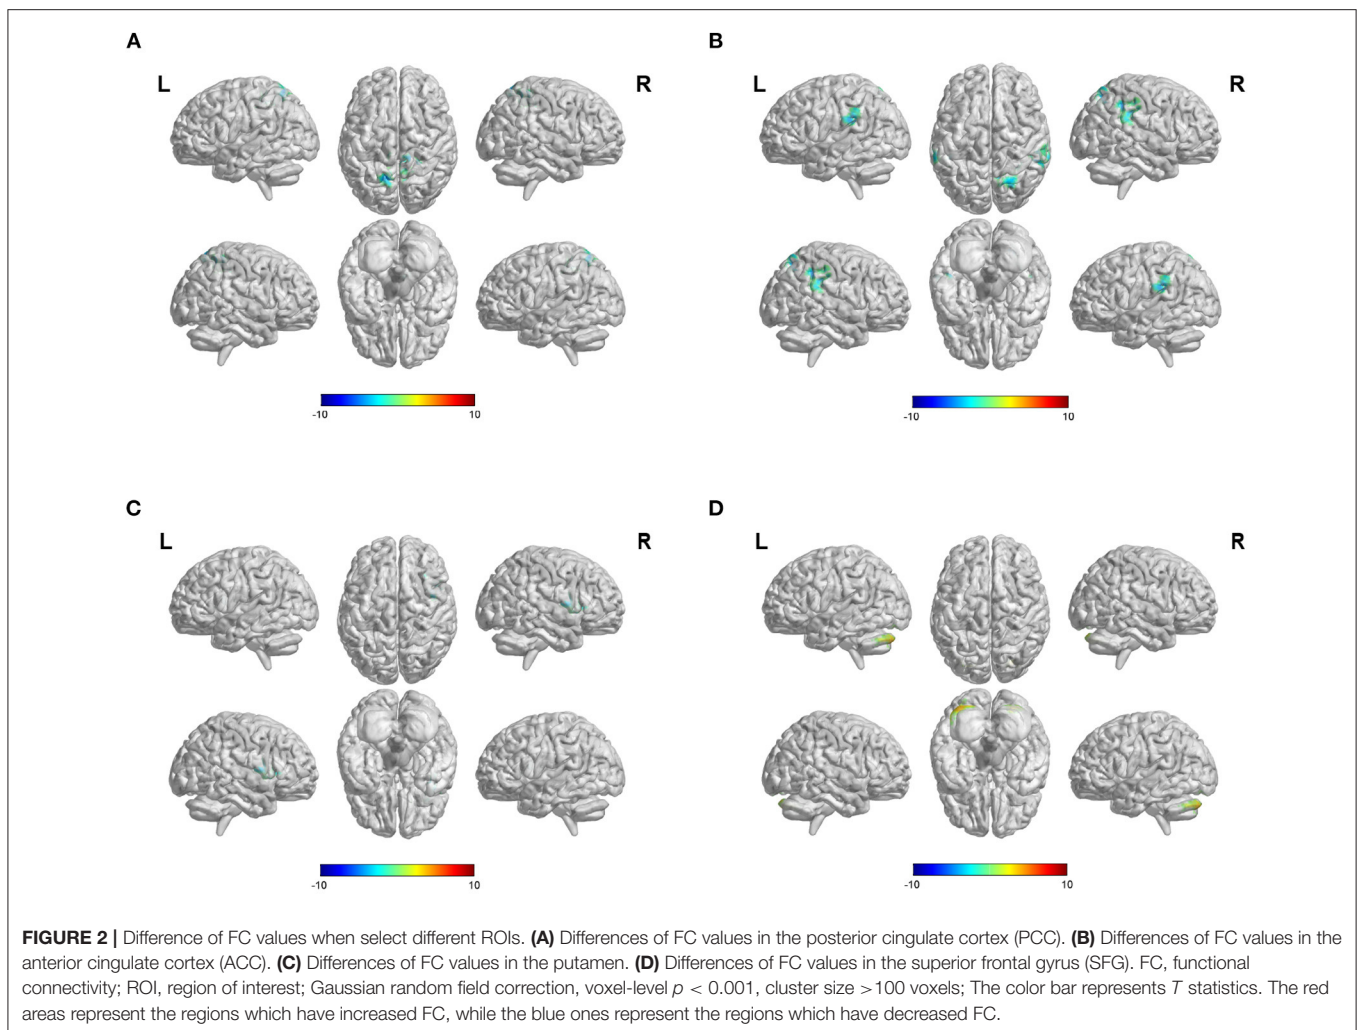 A
B
L
R
L
R
-10
10
-10
10
C
D
L
R
L
R
-10
10
-10
10
FIGURE 2 | Difference of FC values when select different ROIs. (A) Differences of FC values in the posterior cingulate cortex (PCC). (B) Differences of FC values in the
anterior cingulate cortex (ACC). (C) Differences of FC values in the putamen. (D) Differences of FC values in the superior frontal gyrus (SFG). FC, functional
connectivity; ROI, region of interest; Gaussian random field correction, voxel-level p < 0.001, cluster size >100 voxels; The color bar represents T statistics. The red
areas represent the regions which have increased FC, while the blue ones represent the regions which have decreased FC.